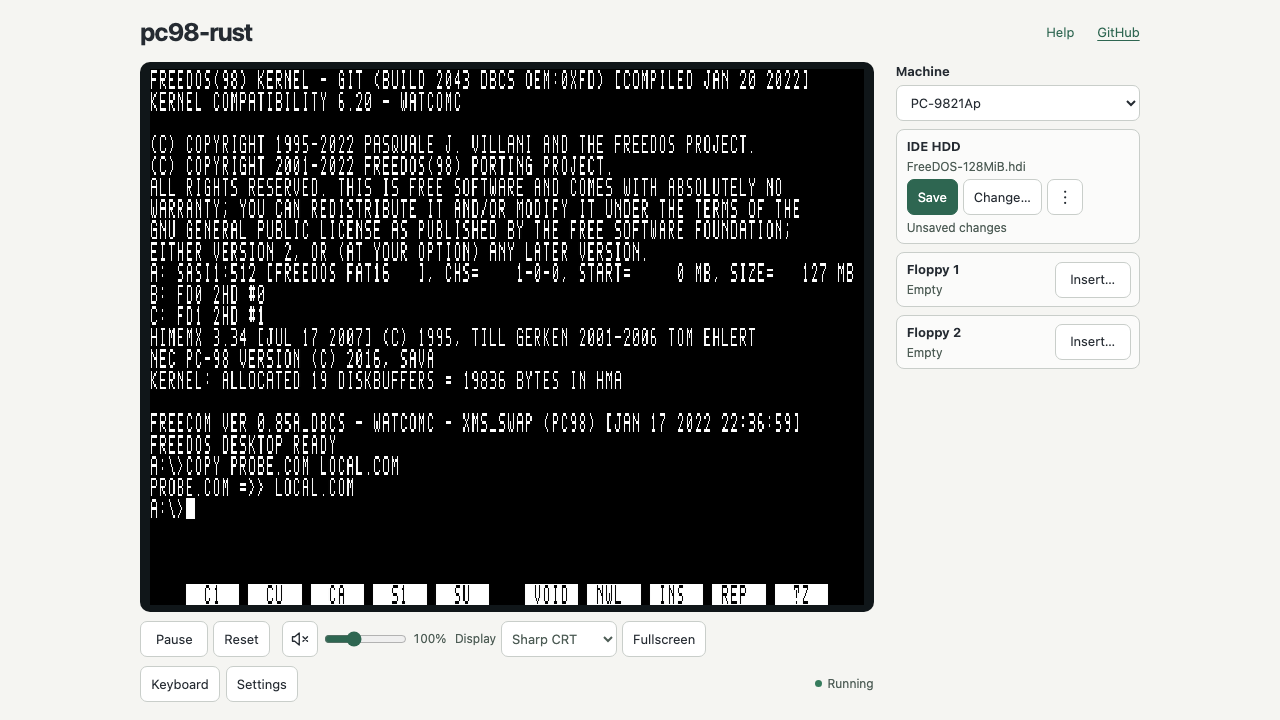 pc98-rust
Help
GitHub
FREEDOS(98) KERNEL - GIT (BUILD 2043 DBCS OEM:0XFD) [COMPILED JAN 20 2022]
KERNEL COMPATIBILITY 6.20 - WATCOMC
(C) COPYRIGHT 1995-2022 PASQUALE J. VILLANI AND THE FREEDOS PROJECT.
(C) COPYRIGHT 2001-2022 FREEDOS(98) PORTING PROJECT.
ALL RIGHTS RESERVED. THIS IS FREE SOFTWARE AND COMES WITH ABSOLUTELY NO
WARRANTY; YOU CAN REDISTRIBUTE IT AND/OR MODIFY IT UNDER THE TERMS OF THE
GNU GENERAL PUBLIC LICENSE AS PUBLISHED BY THE FREE SOFTWARE FOUNDATION;
EITHER VERSION 2, OR (AT YOUR OPTION) ANY LATER VERSION.
A: SASI1:512 [FREEDOS FAT16   ], CHS=    1-0-0, START=     0 MB, SIZE=   127 MB
B: FD0 2HD #0
C: FD1 2HD #1
HIMEMX 3.34 [JUL 17 2007] (C) 1995, TILL GERKEN 2001-2006 TOM EHLERT
NEC PC-98 VERSION (C) 2016, SAVA
KERNEL: ALLOCATED 19 DISKBUFFERS = 19836 BYTES IN HMA
FREECOM VER 0.85A_DBCS - WATCOMC - XMS_SWAP (PC98) [JAN 17 2022 22:36:59]
FREEDOS DESKTOP READY
A:\>COPY PROBE.COM LOCAL.COM
PROBE.COM =>> LOCAL.COM
A:\>
C1 CU CA S1 SU VOID NWL INS REP ^Z
Pause
Reset
100%
Display
Sharp CRT
Fullscreen
Keyboard
Settings
Running
Machine
PC-9821Ap
IDE HDD
FreeDOS-128MiB.hdi
Save
Change...
Unsaved changes
Floppy 1
Empty
Insert...
Floppy 2
Empty
Insert...